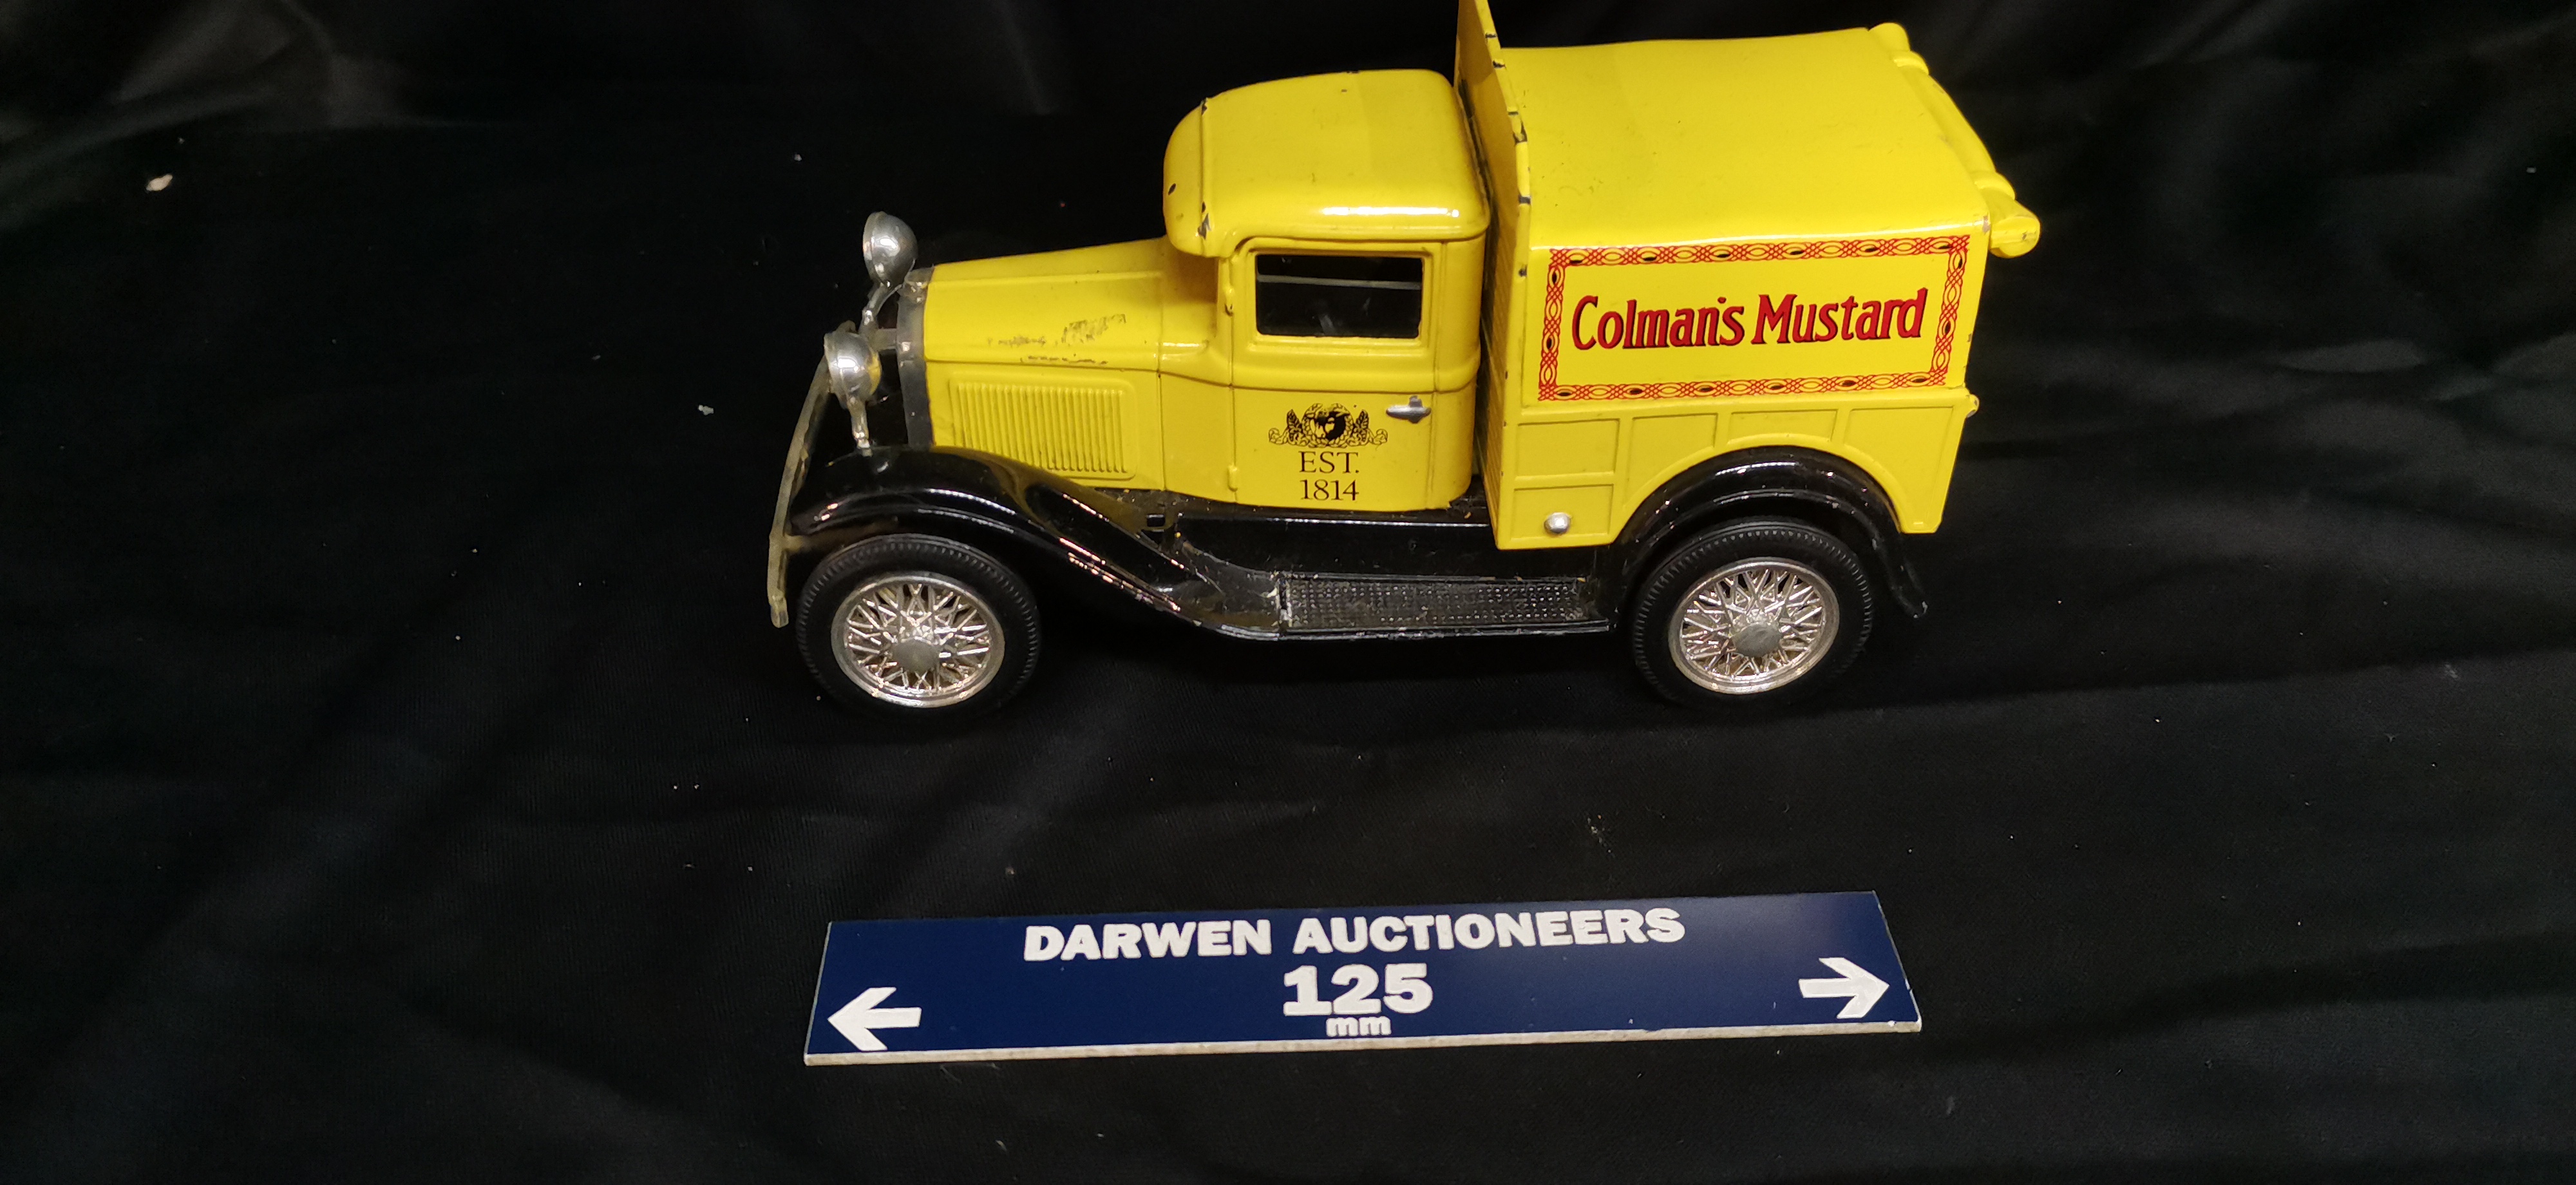 Colman's Mustard
EST.
1814
DARWEN AUCTIONEERS
125
mm